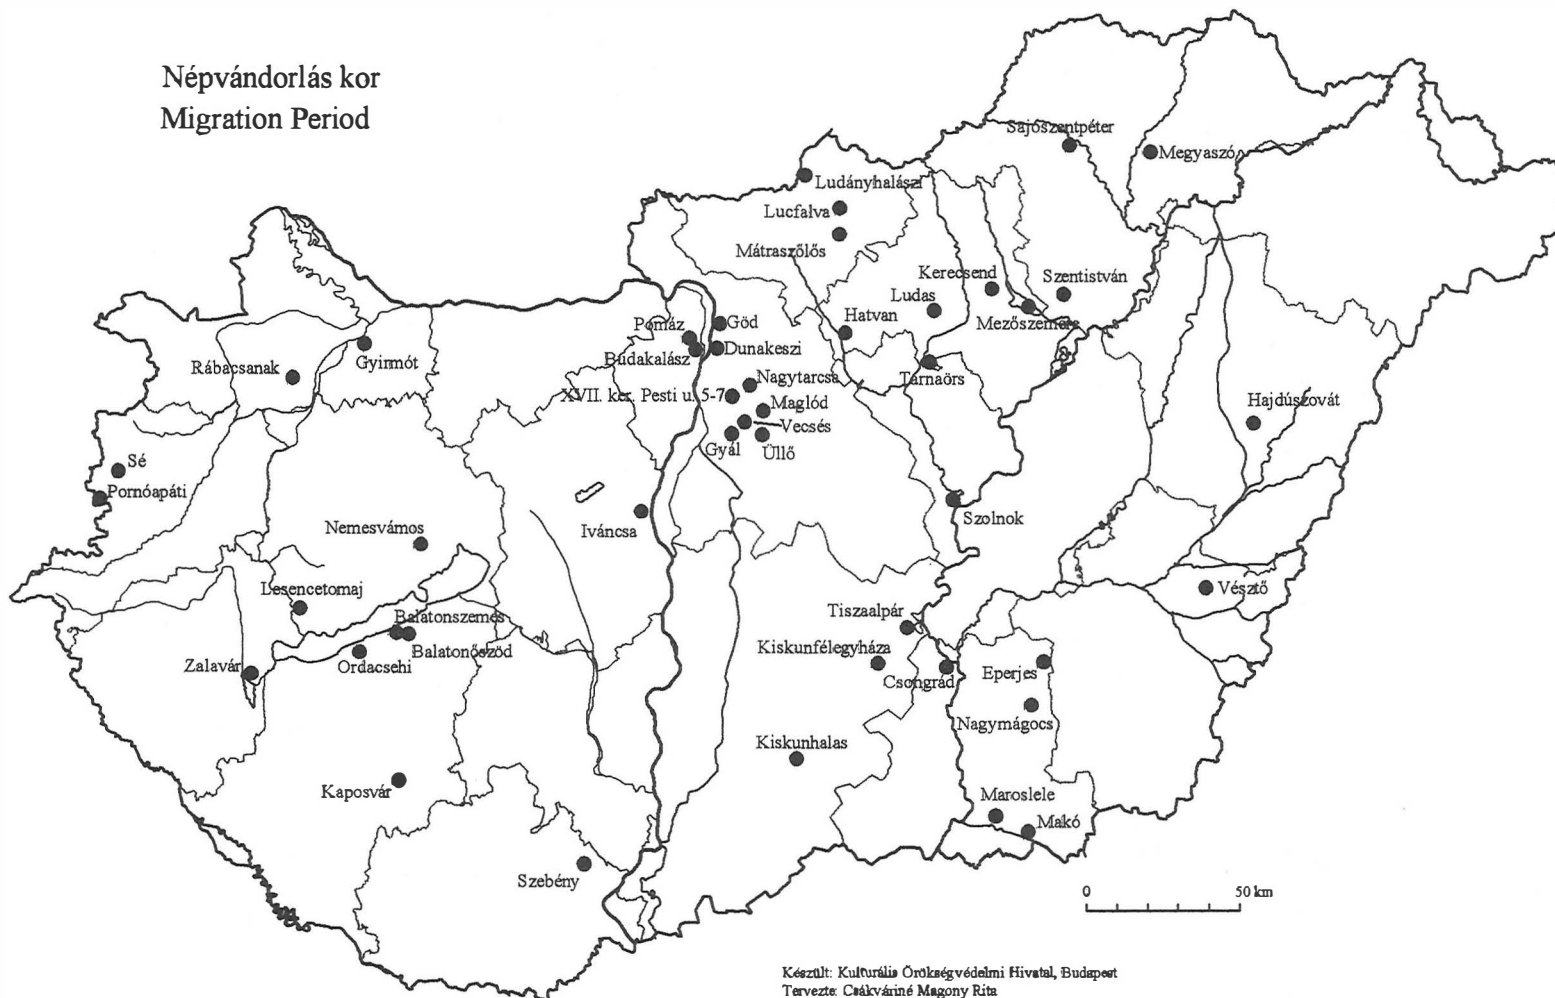 Népvándorlás kor
Migration Period
Sajószentpéter
Megyaszó
Ludányhalászi
Lucfalva
Mátraszőlős
Kerecsend
Szentistván
Ludas
Mezőszemere
Hatvan
Pomáz
Göd
Budakalász
Dunakeszi
Gyirmót
Rábacsanak
Tarnaörs
Nagytarcsa
XVII. ker. Pesti u. 5-7
Maglód
Vecsés
Gyál
Üllő
Hajdúszovát
Sé
Pornóapáti
Nemesvámos
Iváncsa
Szolnok
Lesencetomaj
Vésztő
Balatonszemes
Balatonőszöd
Ordacsehi
Zalavár
Tiszaalpár
Kiskunfélegyháza
Csongrád
Eperjes
Nagymágocs
Kiskunhalas
Kaposvár
Maroslele
Makó
Szebény
0 50 km
Készült: Kulturális Örökségvédelmi Hivatal, Budapest
Tervezte: Csákváriné Magony Rita